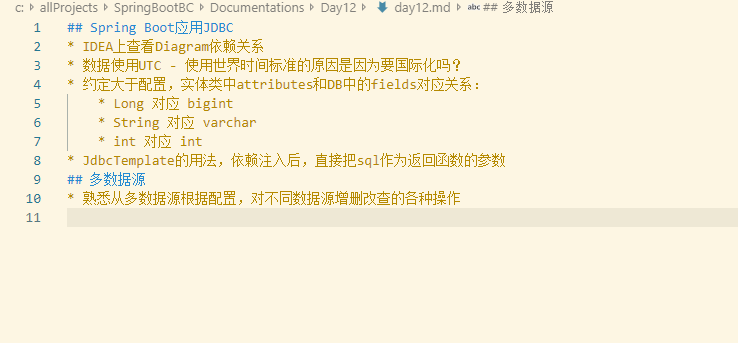 c: > allProjects > SpringBootBC > Documentations > Day12 > day12.md > abc ## 多数据源
1 ## Spring Boot应用JDBC
2 * IDEA上查看Diagram依赖关系
3 * 数据使用UTC - 使用世界时间标准的原因是因为要国际化吗？
4 * 约定大于配置，实体类中attributes和DB中的fields对应关系：
5 * Long 对应 bigint
6 * String 对应 varchar
7 * int 对应 int
8 * JdbcTemplate的用法，依赖注入后，直接把sql作为返回函数的参数
9 ## 多数据源
10 * 熟悉从多数据源根据配置，对不同数据源增删改查的各种操作
11